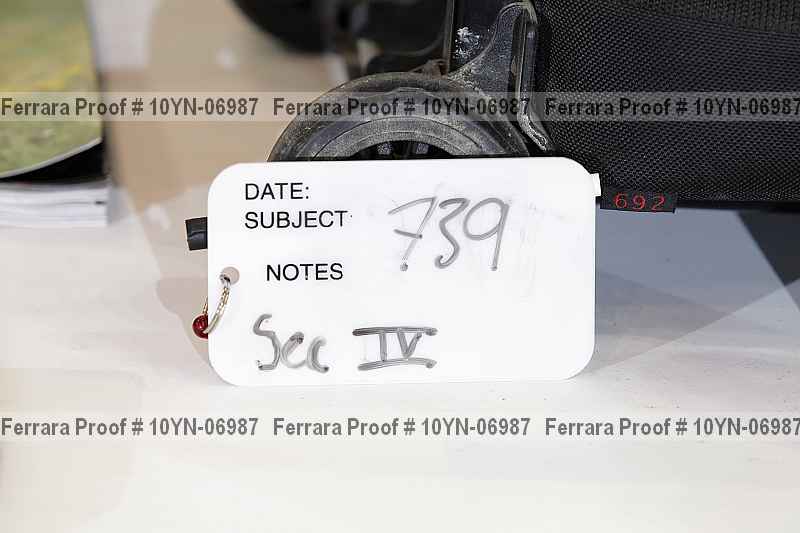 Ferrara Proof # 10YN-06987 Ferrara Proof # 10YN-06987 Ferrara Proof # 10YN-06987
DATE:
SUBJECT
739
692
NOTES
Sec IV
Ferrara Proof # 10YN-06987 Ferrara Proof # 10YN-06987 Ferrara Proof # 10YN-06987